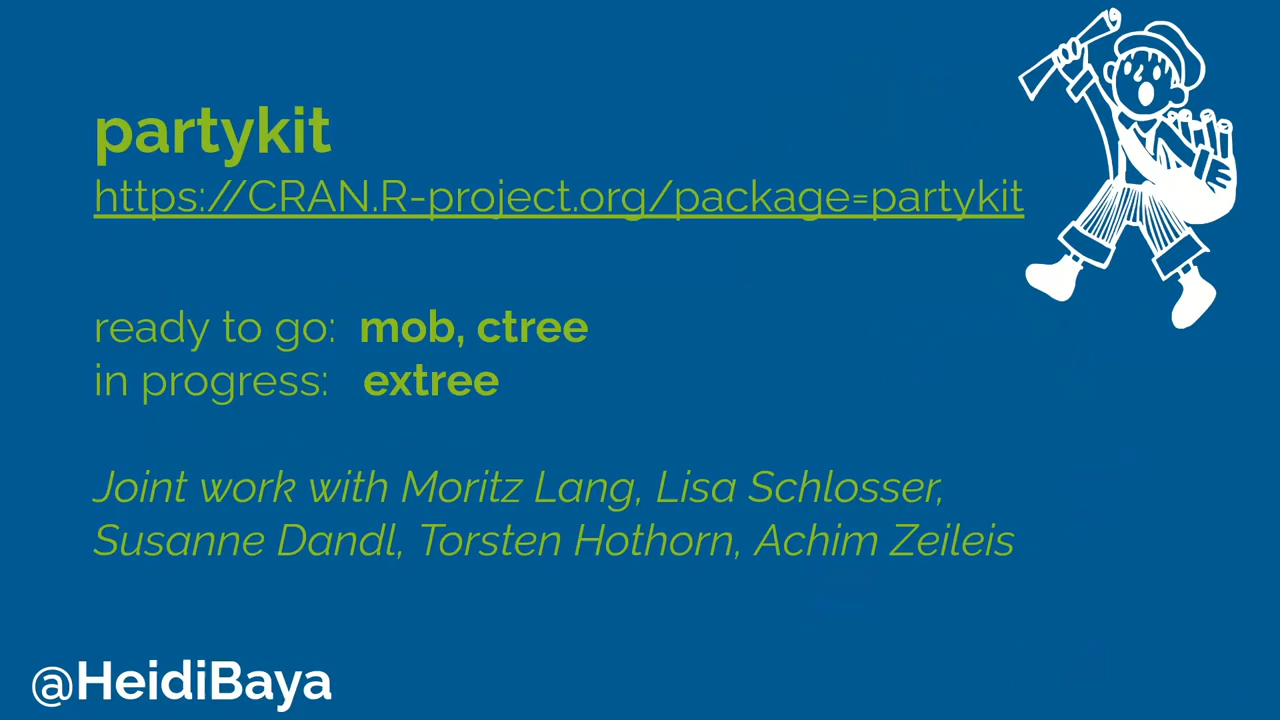 partykit
https://CRAN.R-project.org/package=partykit
ready to go: mob, ctree
in progress: extree
Joint work with Moritz Lang, Lisa Schlosser,
Susanne Dandl, Torsten Hothorn, Achim Zeileis
@HeidiBaya